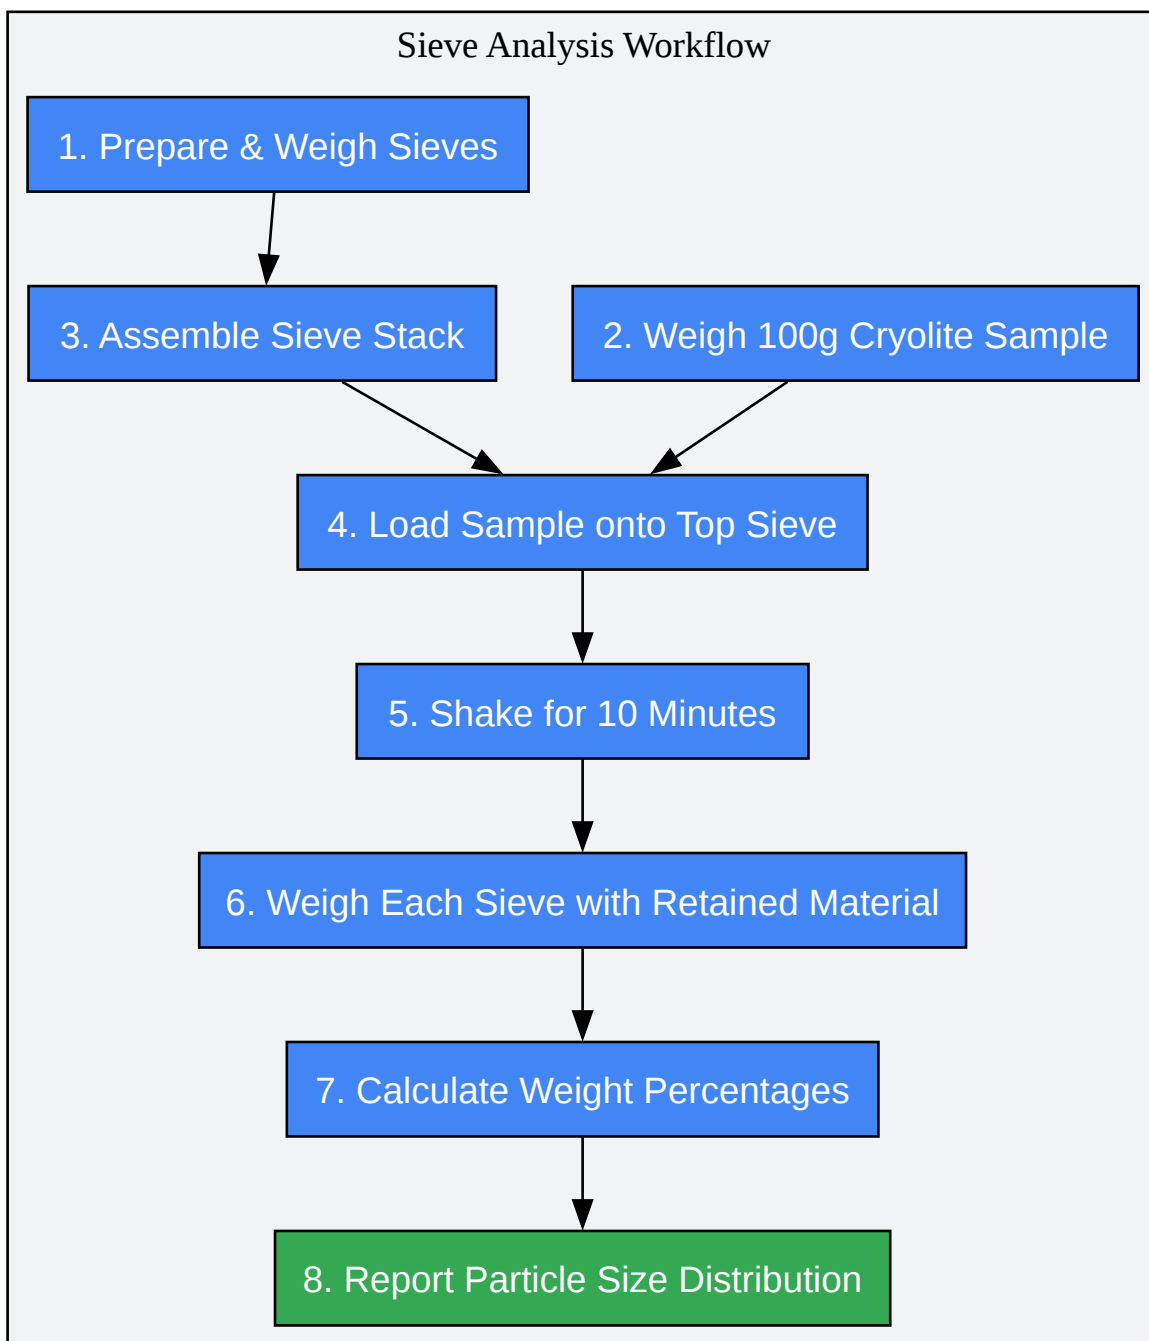 Sieve Analysis Workflow
1. Prepare & Weigh Sieves
3. Assemble Sieve Stack
2. Weigh 100g Cryolite Sample
4. Load Sample onto Top Sieve
5. Shake for 10 Minutes
6. Weigh Each Sieve with Retained Material
7. Calculate Weight Percentages
8. Report Particle Size Distribution